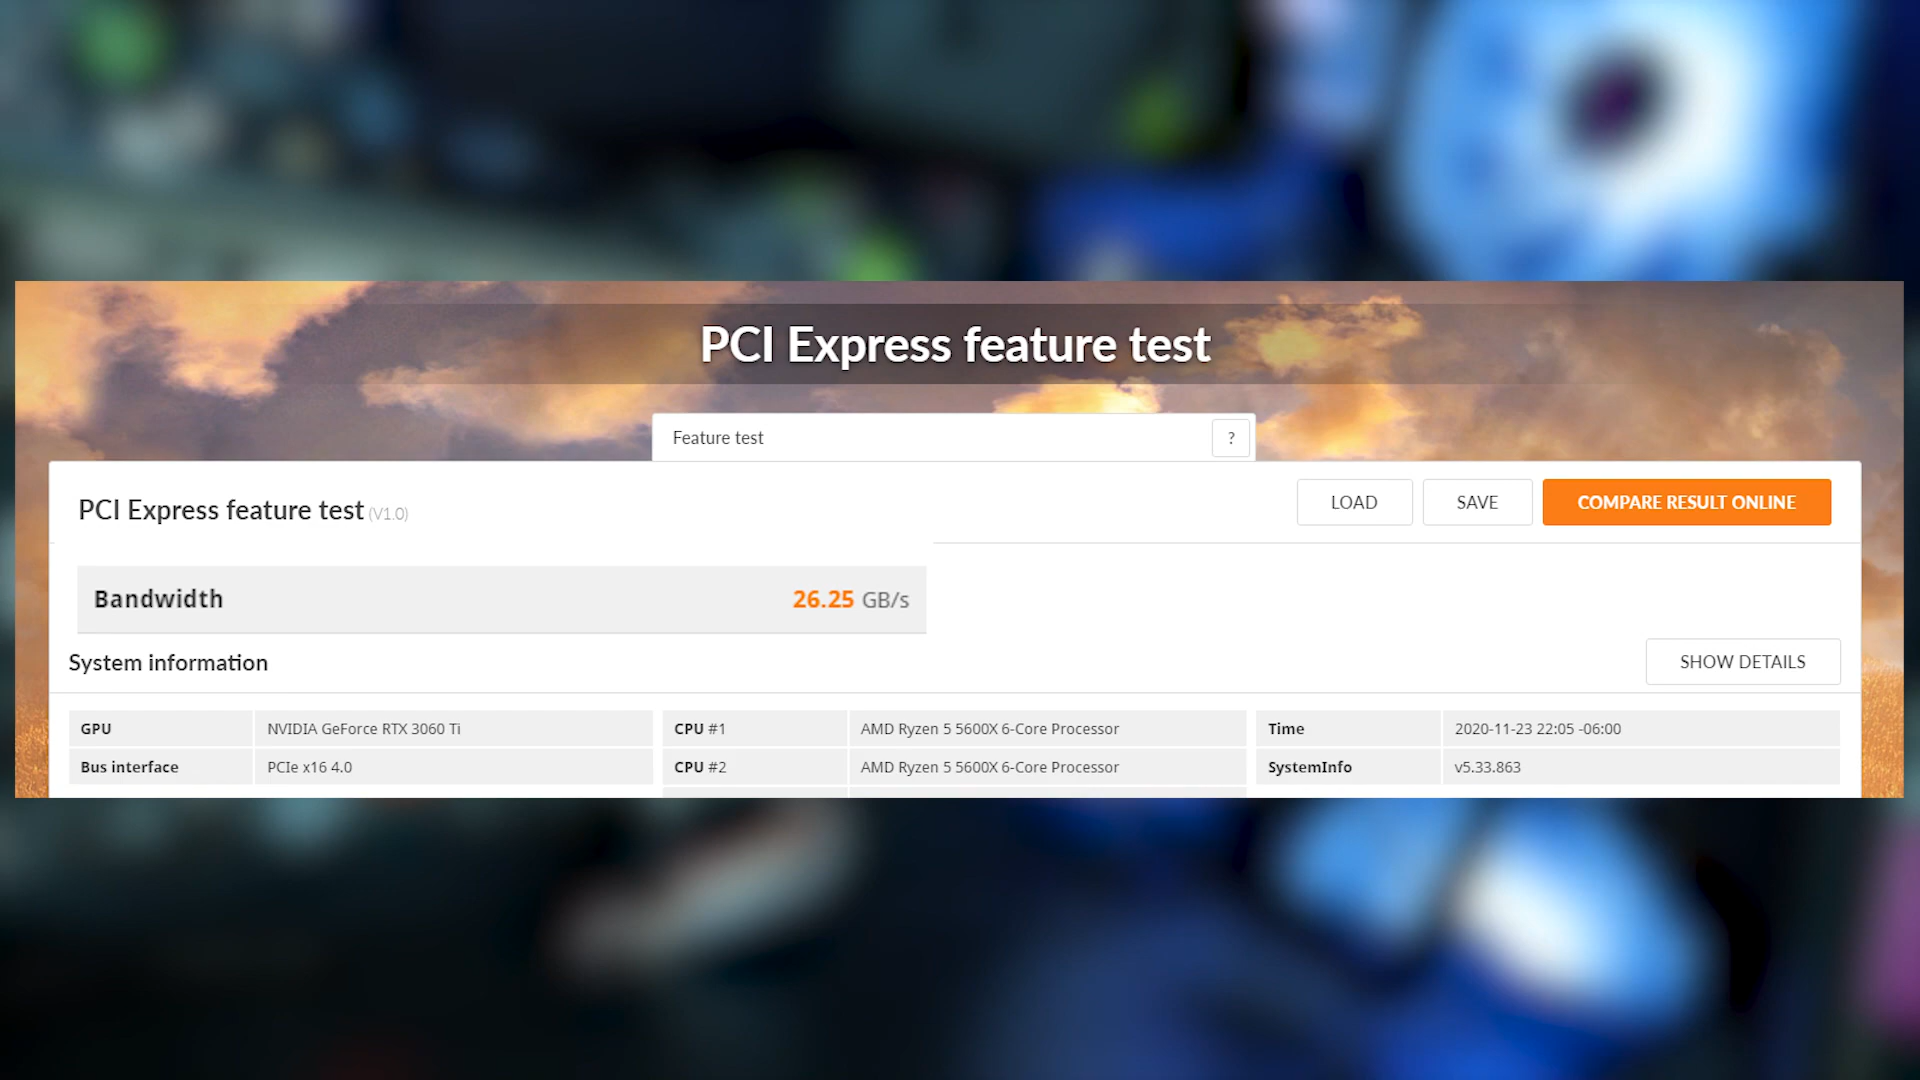 PCI Express feature test
Feature test ?
PCI Express feature test (V1.0)
LOAD SAVE COMPARE RESULT ONLINE
Bandwidth 26.25 GB/s
System information SHOW DETAILS
GPU NVIDIA GeForce RTX 3060 Ti CPU #1 AMD Ryzen 5 5600X 6-Core Processor Time 2020-11-23 22:05 -06:00
Bus interface PCIe x16 4.0 CPU #2 AMD Ryzen 5 5600X 6-Core Processor SystemInfo v5.33.863